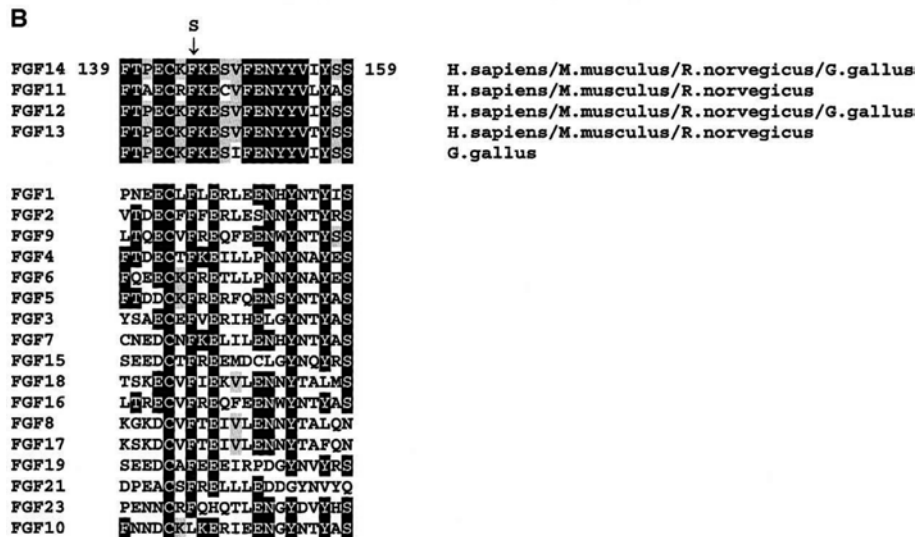 B
S
↓
FGF14 139 FTPECKFKESVFENYYVIYSS 159 H.sapiens/M.musculus/R.norvegicus/G.gallus
FGF11 FTAECRFKECVFENYYVLYAS H.sapiens/M.musculus/R.norvegicus
FGF12 FTPECKFKESVFENYYVIYSS H.sapiens/M.musculus/R.norvegicus/G.gallus
FGF13 FTPECKFKESVFENYYVTYSS H.sapiens/M.musculus/R.norvegicus
FTPECKFKESIFENYYVIYSS G.gallus
FGF1 PNEECLFLERLEENHYNTYIS
FGF2 VTDECFFFERLESNNYNTYRS
FGF9 LTQECVFREQFEENWYNTYSS
FGF4 FTDECTFKEILLPNNYNAYES
FGF6 FQEECKFRETLLPNNYNAYES
FGF5 FTDDCKFRERFQENSYNTYAS
FGF3 YSAECEFVERIHELGYNTYAS
FGF7 CNEDCNFKELILENHYNTYAS
FGF15 SEEDCTFREEMDCLGYNQYRS
FGF18 TSKECVFIEKVLENNYTALMS
FGF16 LTRECVFREQFEENWYNTYAS
FGF8 KGKDCVFTEIVLENNYTALQN
FGF17 KSKDCVFTEIVLENNYTAFQN
FGF19 SEEDCAFEEEIRPDGYNVYRS
FGF21 DPEACSFRELLLEDDGYNVYQ
FGF23 PENNCRFQHQTLENGYDVYHS
FGF10 FNNDCKLKERIEENGYNTYAS